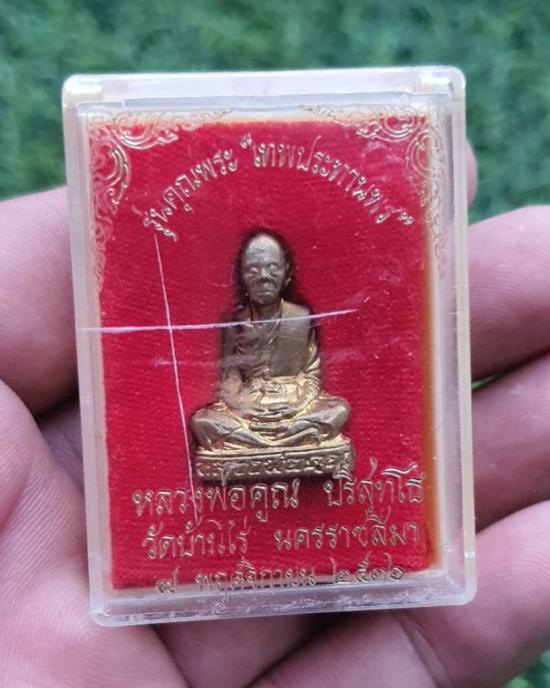 รุ่นคุณพระ "เทพประทานพร"
หลวงพ่อคูณ ปริสุทโธ
วัดบ้านไร่ นครราชสีมา
๗ พฤศจิกายน ๒๕๓๖